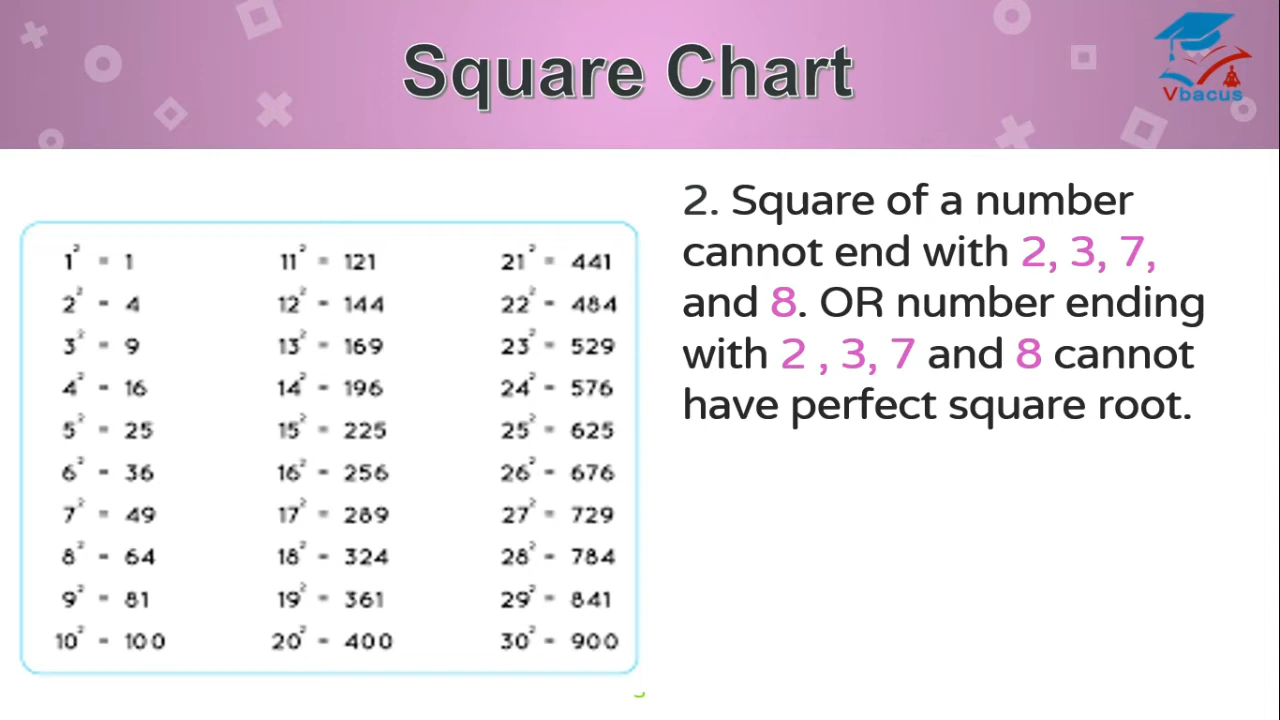 Square Chart
Vbacus
1² = 1
2² = 4
3² = 9
4² = 16
5² = 25
6² = 36
7² = 49
8² = 64
9² = 81
10² = 100
11² = 121
12² = 144
13² = 169
14² = 196
15² = 225
16² = 256
17² = 289
18² = 324
19² = 361
20² = 400
21² = 441
22² = 484
23² = 529
24² = 576
25² = 625
26² = 676
27² = 729
28² = 784
29² = 841
30² = 900
2. Square of a number
cannot end with 2, 3, 7,
and 8. OR number ending
with 2 , 3, 7 and 8 cannot
have perfect square root.